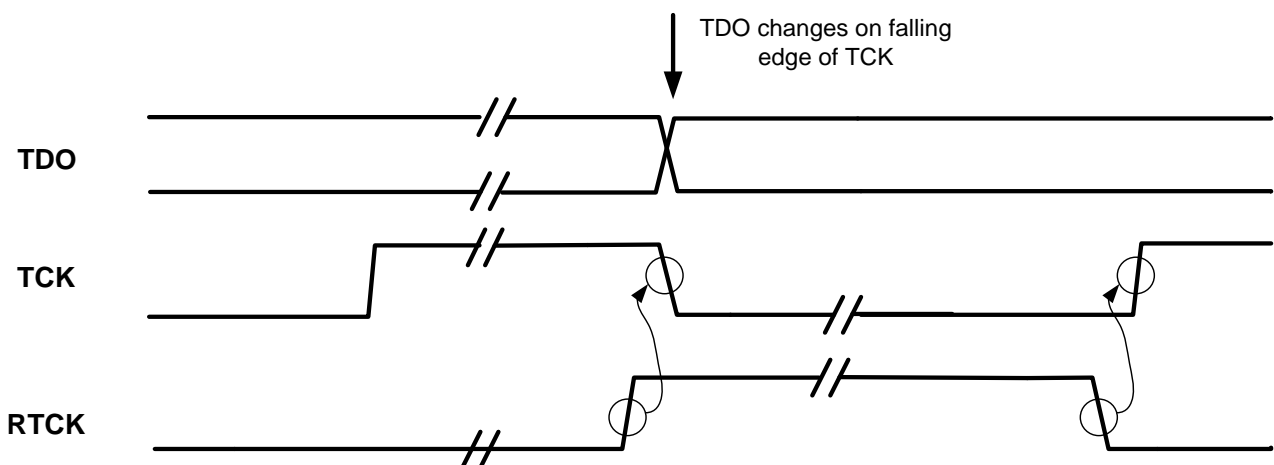 TDO changes on falling
edge of TCK
TDO
TCK
RTCK